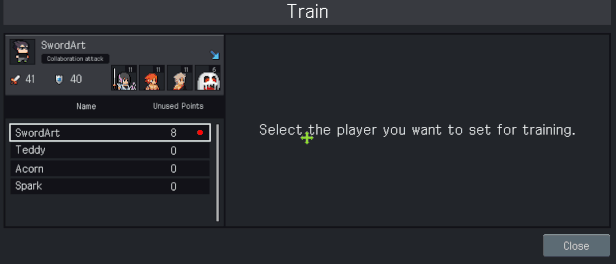 Train
SwordArt
Collaboration attack
41 40
11 11 11 6
Name Unused Points
SwordArt 8
Teddy 0
Acorn 0
Spark 0
Select the player you want to set for training.
Close